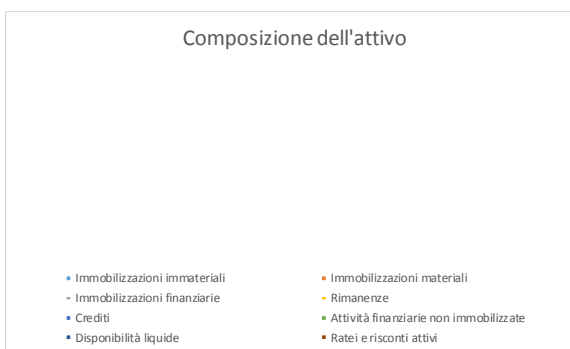 Composizione dell'attivo
Immobilizzazioni immateriali
Immobilizzazioni materiali
Immobilizzazioni finanziarie
Rimanenze
Crediti
Attività finanziarie non immobilizzate
Disponibilità liquide
Ratei e risconti attivi